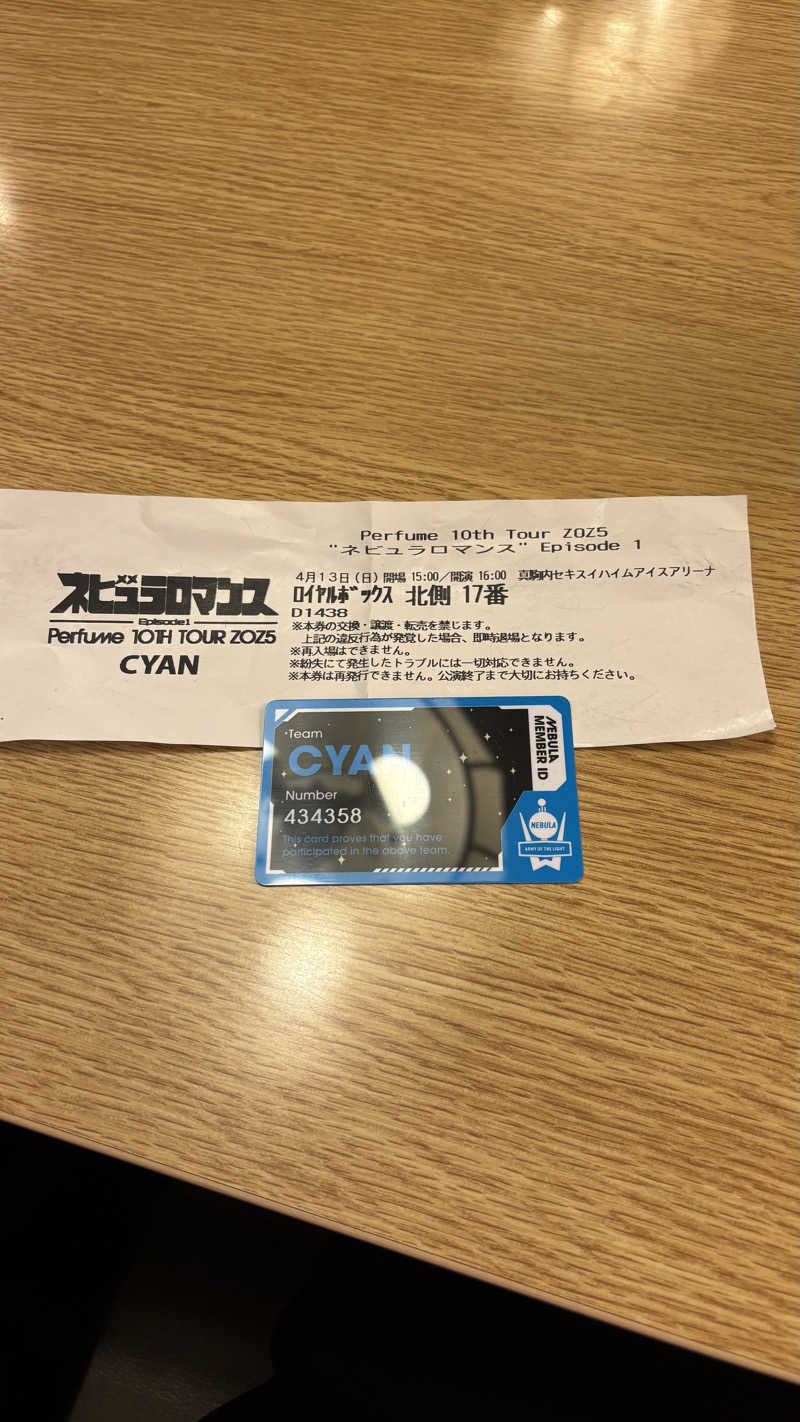 Perfume 10th Tour ZOZ5
"ネビュラロマンス" Episode 1
ネビュラロマンス
Episode 1
Perfume 10TH TOUR ZOZ5
CYAN
4月13日(日) 開場 15:00/開演 16:00 真駒内セキスイハイムアイスアリーナ
ロイヤルボックス 北側 17番
D1438
※本券の交換・譲渡・転売を禁じます。
上記の違反行為が発覚した場合、即時退場となります。
※再入場はできません。
※紛失にて発生したトラブルには一切対応できません。
※本券は再発行できません。公演終了まで大切にお持ちください。
Team
CYAN
Number
434358
This card proves that you have
participated in the above team.
NEBULA
MEMBER ID
NEBULA
ARMY OF THE LIGHT